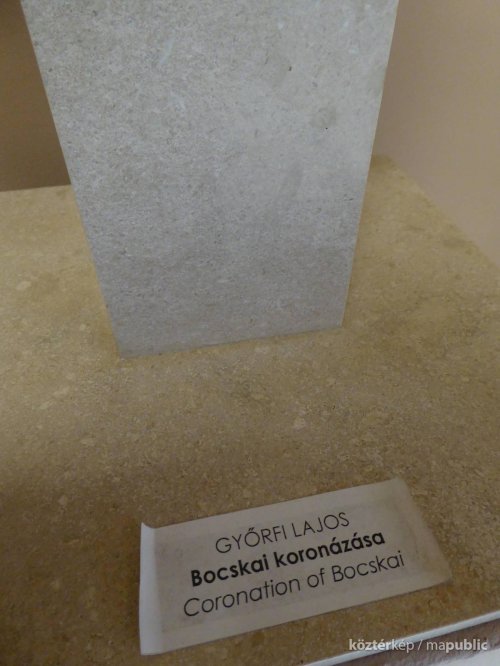 GYŐRFI LAJOS
Bocskai koronázása
Coronation of Bocskai
köztérkép / mapublic